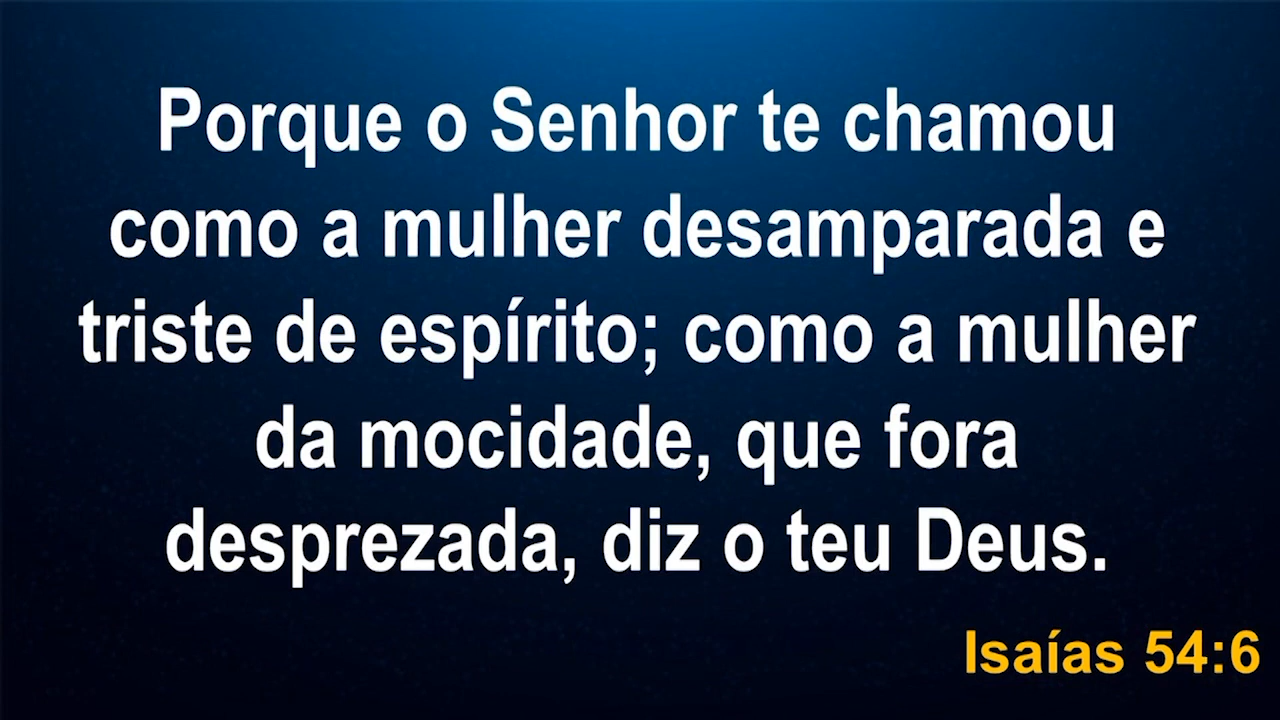 Porque o Senhor te chamou
como a mulher desamparada e
triste de espírito; como a mulher
da mocidade, que fora
desprezada, diz o teu Deus.
Isaías 54:6